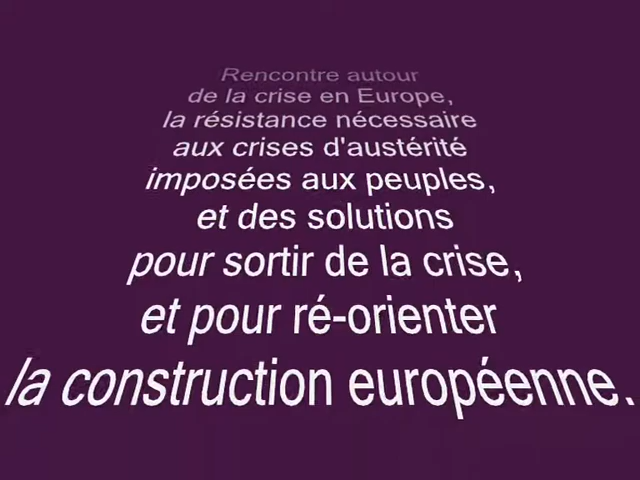 Rencontre autour
de la crise en Europe,
la résistance nécessaire
aux crises d'austérité
imposées aux peuples,
et des solutions
pour sortir de la crise,
et pour ré-orienter
la construction européenne.